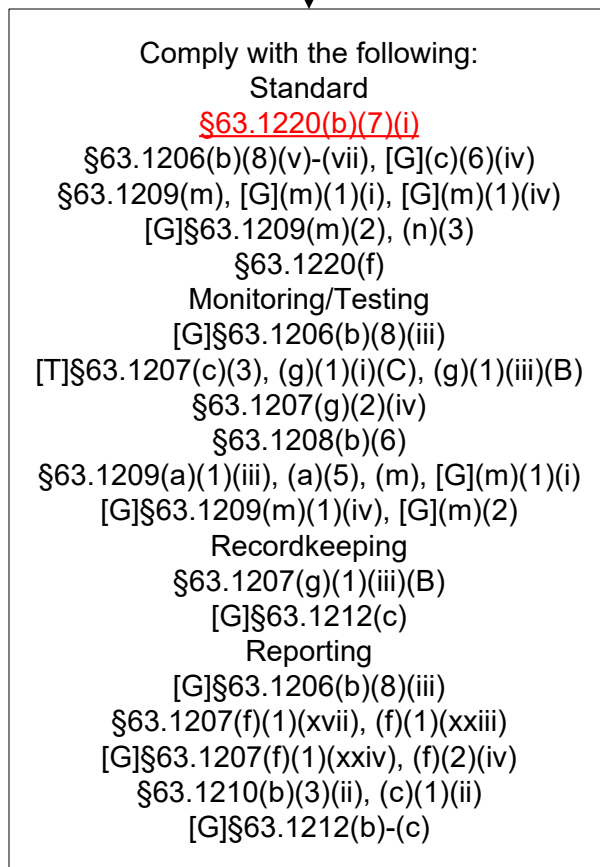 Comply with the following:
Standard
§63.1220(b)(7)(i)
§63.1206(b)(8)(v)-(vii), [G](c)(6)(iv)
§63.1209(m), [G](m)(1)(i), [G](m)(1)(iv)
[G]§63.1209(m)(2), (n)(3)
§63.1220(f)
Monitoring/Testing
[G]§63.1206(b)(8)(iii)
[T]§63.1207(c)(3), (g)(1)(i)(C), (g)(1)(iii)(B)
§63.1207(g)(2)(iv)
§63.1208(b)(6)
§63.1209(a)(1)(iii), (a)(5), (m), [G](m)(1)(i)
[G]§63.1209(m)(1)(iv), [G](m)(2)
Recordkeeping
§63.1207(g)(1)(iii)(B)
[G]§63.1212(c)
Reporting
[G]§63.1206(b)(8)(iii)
§63.1207(f)(1)(xvii), (f)(1)(xxiii)
[G]§63.1207(f)(1)(xxiv), (f)(2)(iv)
§63.1210(b)(3)(ii), (c)(1)(ii)
[G]§63.1212(b)-(c)